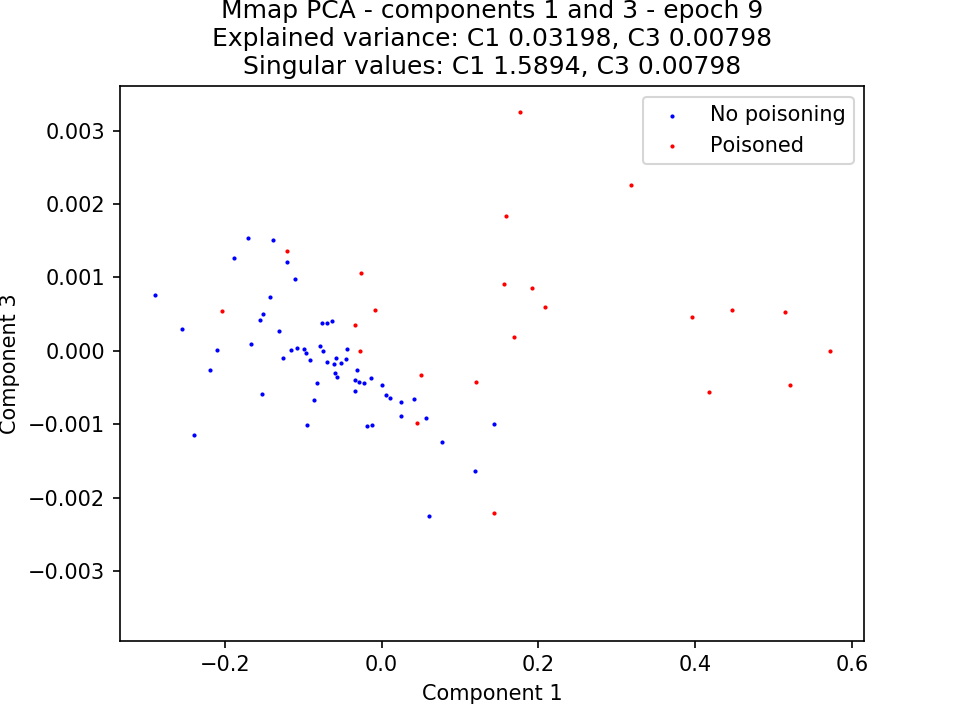 Mmap PCA - components 1 and 3 - epoch 9
Explained variance: C1 0.03198, C3 0.00798
Singular values: C1 1.5894, C3 0.00798
No poisoning
Poisoned
Component 3
0.003
0.002
0.001
0.000
−0.001
−0.002
−0.003
−0.2
0.0
0.2
0.4
0.6
Component 1